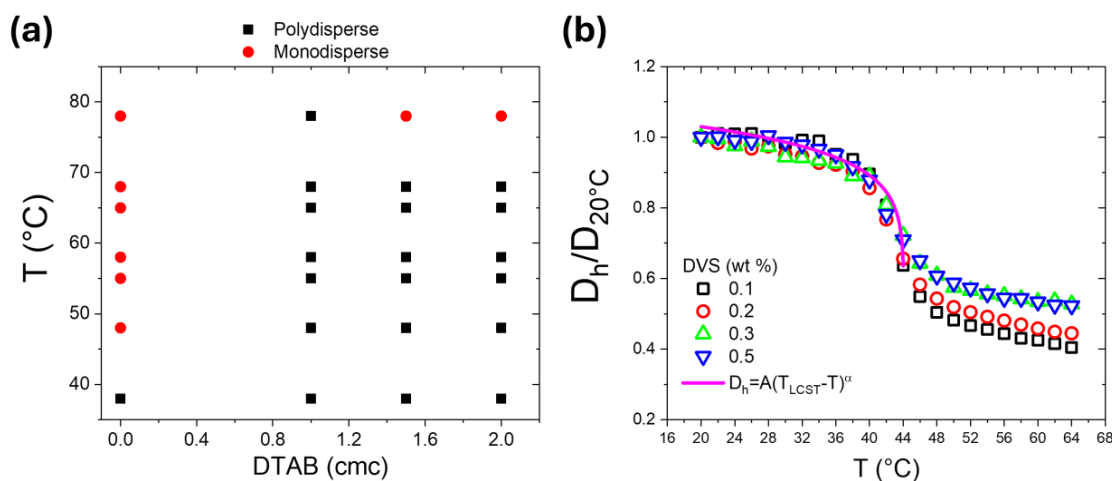 (a)
Polydisperse
Monodisperse
80
70
60
50
40
T (°C)
0.0 0.4 0.8 1.2 1.6 2.0
DTAB (cmc)
(b)
1.2
1.0
0.8
0.6
0.4
0.2
D_h/D_20°C
DVS (wt %)
0.1
0.2
0.3
0.5
D_h=A(T_LCST-T)^α
16 20 24 28 32 36 40 44 48 52 56 60 64 68
T (°C)